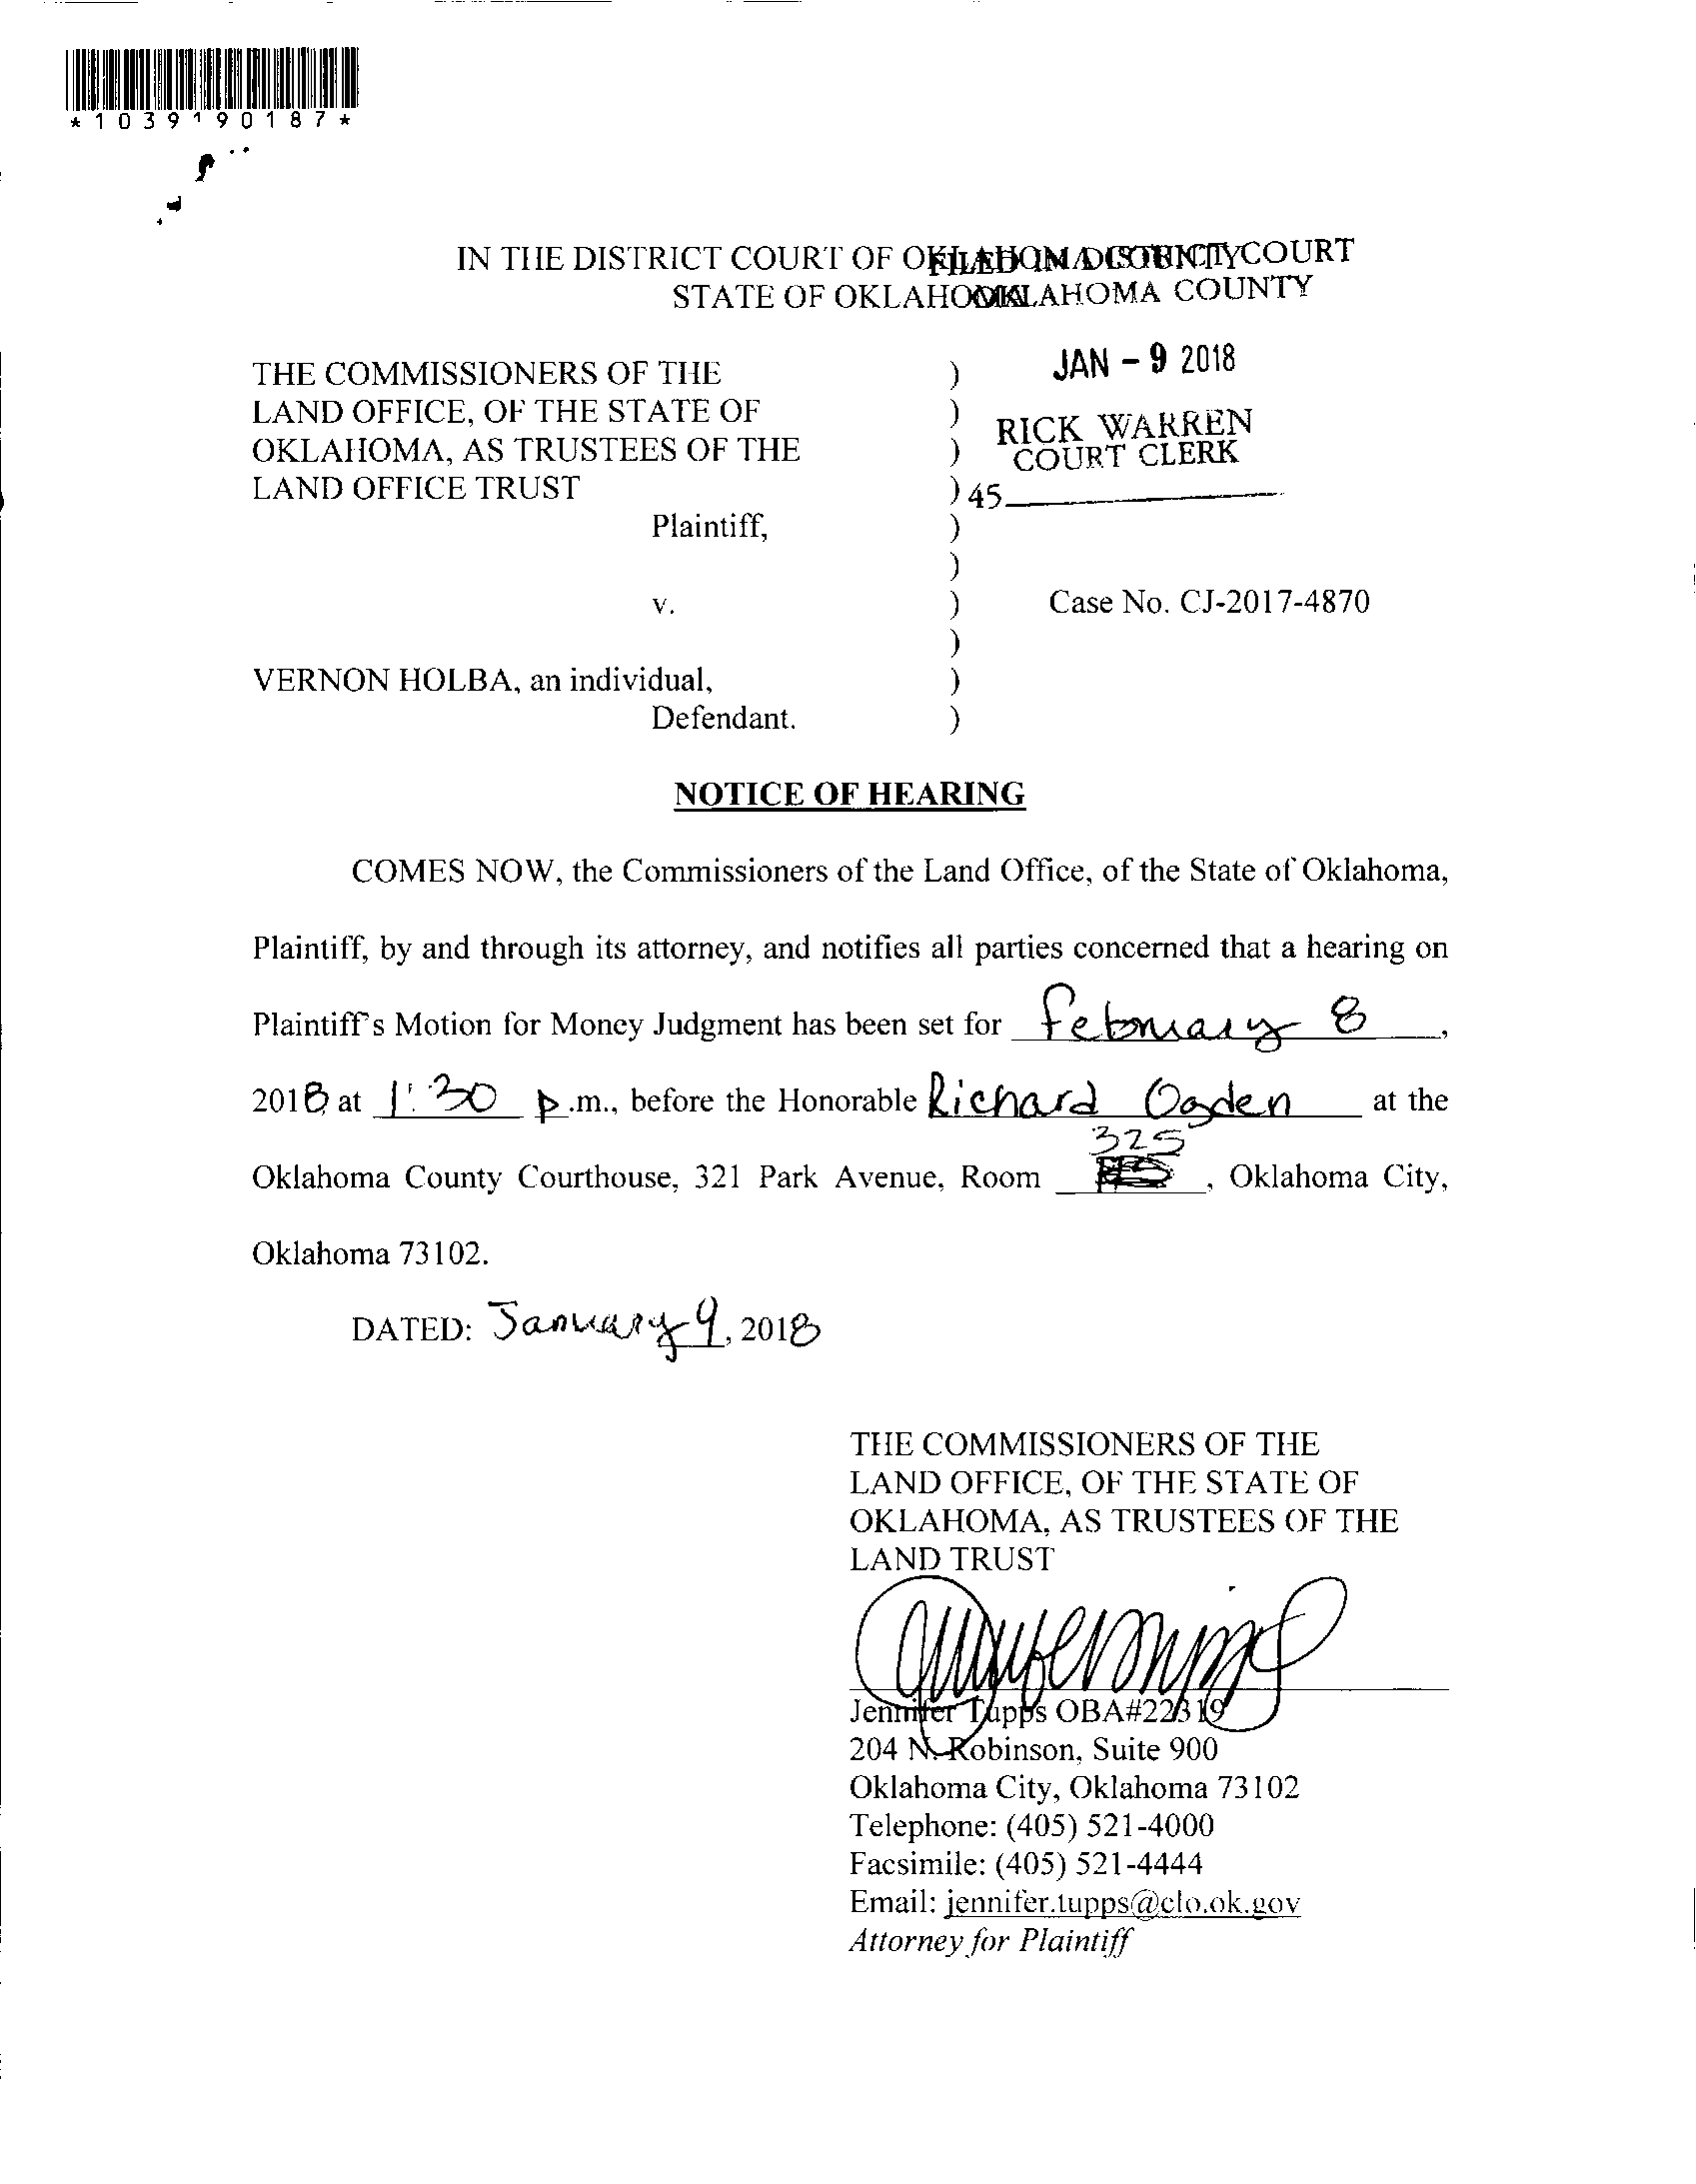 *1039190187*
IN THE DISTRICT COURT OF OKLAHOMA COUNTY
STATE OF OKLAHOMA
FILED IN DISTRICT COURT
OKLAHOMA COUNTY
JAN - 9 2018
RICK WARREN
COURT CLERK
45
THE COMMISSIONERS OF THE )
LAND OFFICE, OF THE STATE OF )
OKLAHOMA, AS TRUSTEES OF THE )
LAND OFFICE TRUST )
Plaintiff, )
)
v. ) Case No. CJ-2017-4870
)
VERNON HOLBA, an individual, )
Defendant. )
NOTICE OF HEARING
COMES NOW, the Commissioners of the Land Office, of the State of Oklahoma,
Plaintiff, by and through its attorney, and notifies all parties concerned that a hearing on
Plaintiff's Motion for Money Judgment has been set for February 8,
2018 at 1:30 p.m., before the Honorable Richard Ogden at the
325
Oklahoma County Courthouse, 321 Park Avenue, Room , Oklahoma City,
Oklahoma 73102.
DATED: January 9, 2018
THE COMMISSIONERS OF THE
LAND OFFICE, OF THE STATE OF
OKLAHOMA, AS TRUSTEES OF THE
LAND TRUST
Jennifer Tupps OBA#22319
204 N. Robinson, Suite 900
Oklahoma City, Oklahoma 73102
Telephone: (405) 521-4000
Facsimile: (405) 521-4444
Email: jennifer.tupps@clo.ok.gov
Attorney for Plaintiff